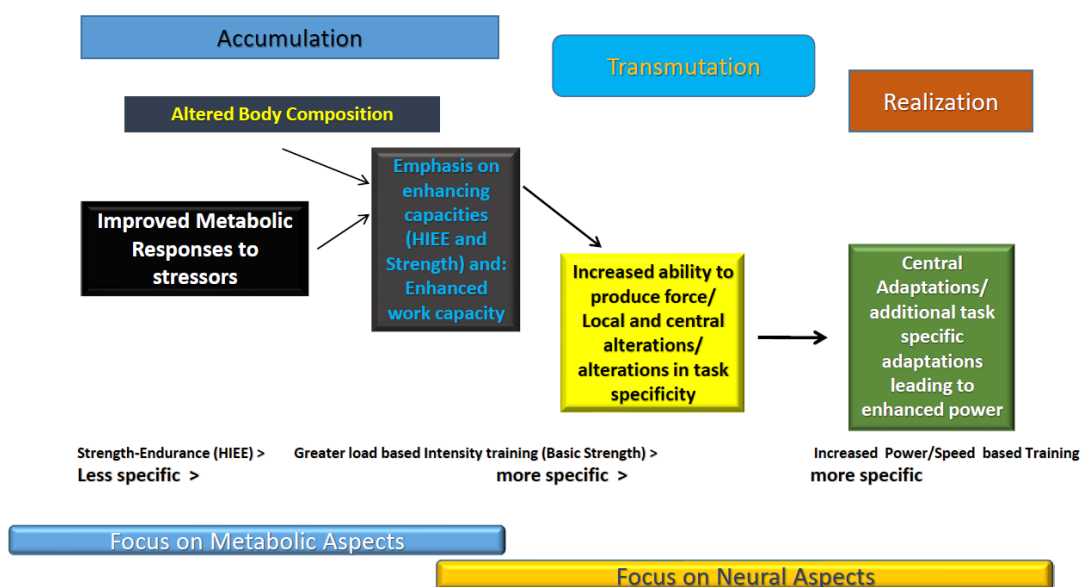 Accumulation
Transmutation
Realization
Altered Body Composition
Improved Metabolic
Responses to
stressors
Emphasis on
enhancing
capacities
(HIEE and
Strength) and:
Enhanced
work capacity
Increased ability to
produce force/
Local and central
alterations/
alterations in task
specificity
Central
Adaptations/
additional task
specific
adaptations
leading to
enhanced power
Strength-Endurance (HIEE) > Greater load based Intensity training (Basic Strength) > Increased Power/Speed based Training
Less specific > more specific > more specific
Focus on Metabolic Aspects
Focus on Neural Aspects